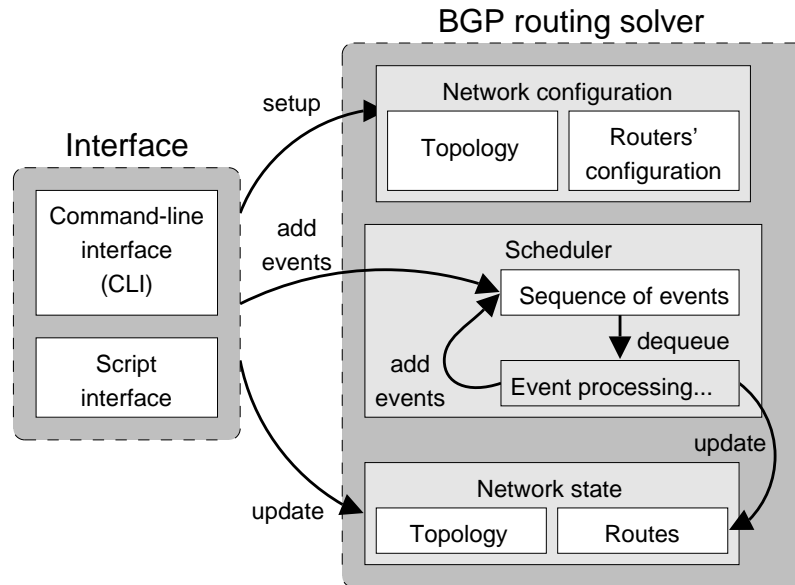 BGP routing solver
Interface
setup
Network configuration
Topology
Routers'
configuration
Command-line
interface
(CLI)
Script
interface
add
events
Scheduler
Sequence of events
dequeue
add
events
Event processing...
update
update
Network state
Topology
Routes